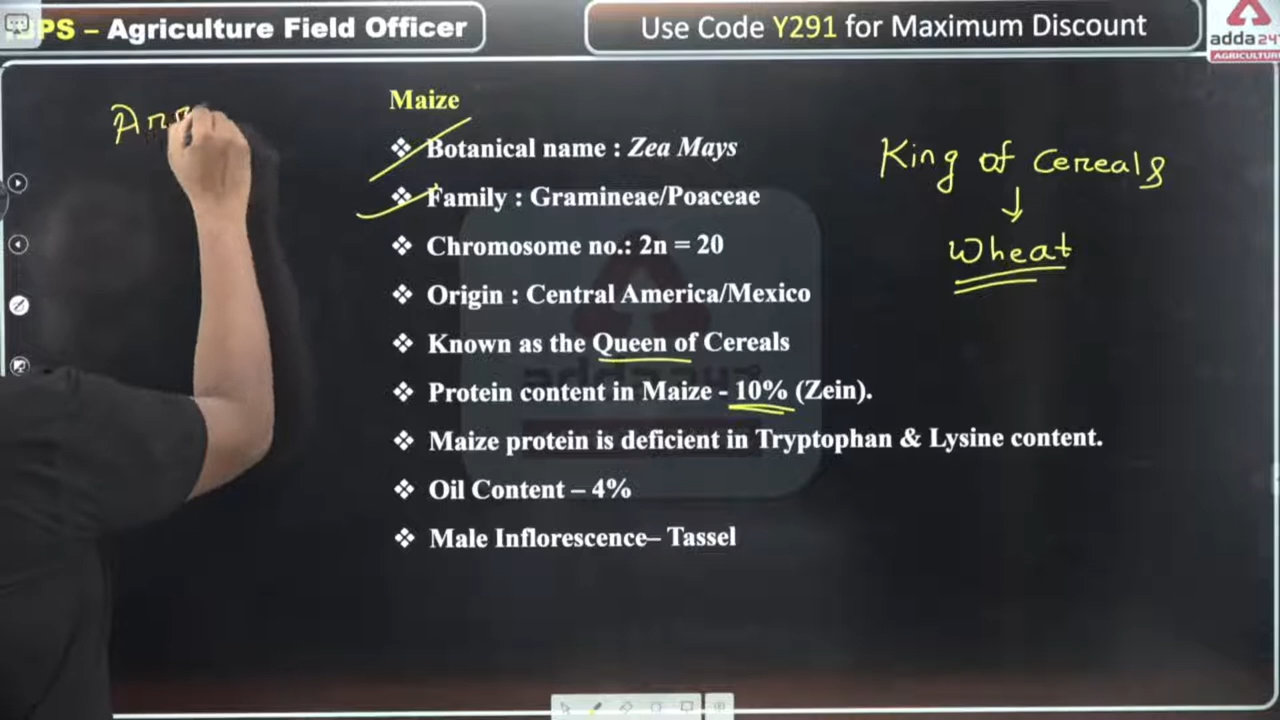 IBPS – Agriculture Field Officer
Use Code Y291 for Maximum Discount
adda247
AGRICULTURE
Maize
❖ Botanical name : Zea Mays
❖ Family : Gramineae/Poaceae
❖ Chromosome no.: 2n = 20
❖ Origin : Central America/Mexico
❖ Known as the Queen of Cereals
❖ Protein content in Maize - 10% (Zein).
❖ Maize protein is deficient in Tryptophan & Lysine content.
❖ Oil Content – 4%
❖ Male Inflorescence– Tassel
King of Cereals
↓
Wheat